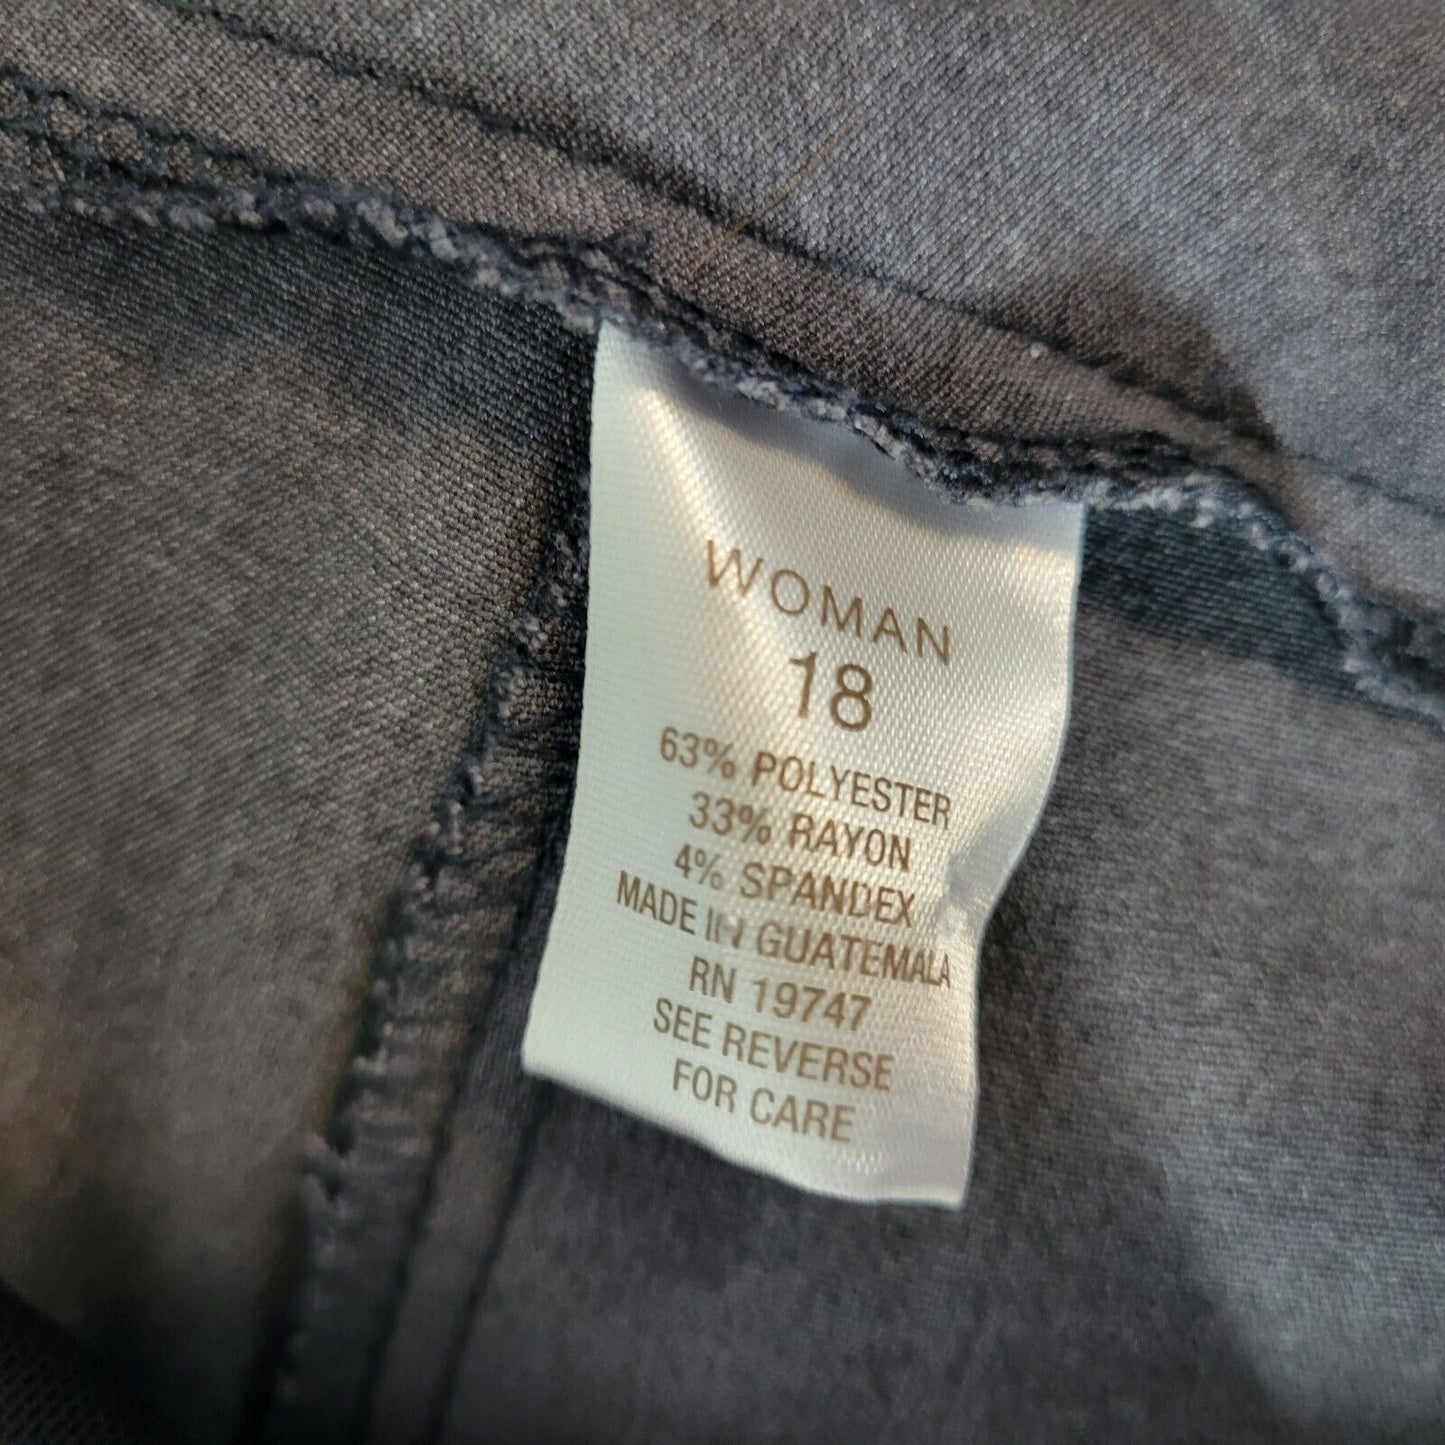 WOMAN
18
63% POLYESTER
33% RAYON
4% SPANDEX
MADE IN GUATEMALA
RN 19747
SEE REVERSE
FOR CARE